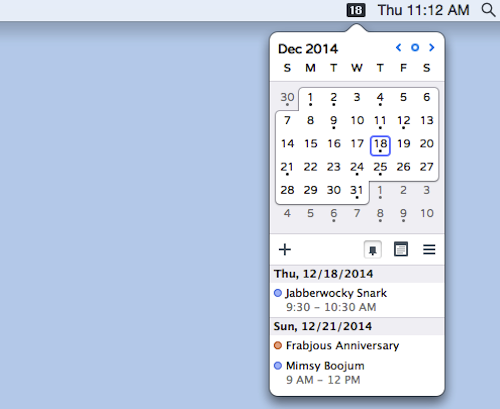 18 Thu 11:12 AM
Dec 2014
S M T W T F S
30 1 2 3 4 5 6
7 8 9 10 11 12 13
14 15 16 17 18 19 20
21 22 23 24 25 26 27
28 29 30 31 1 2 3
4 5 6 7 8 9 10
Thu, 12/18/2014
Jabberwocky Snark
9:30 – 10:30 AM
Sun, 12/21/2014
Frabjous Anniversary
Mimsy Boojum
9 AM – 12 PM